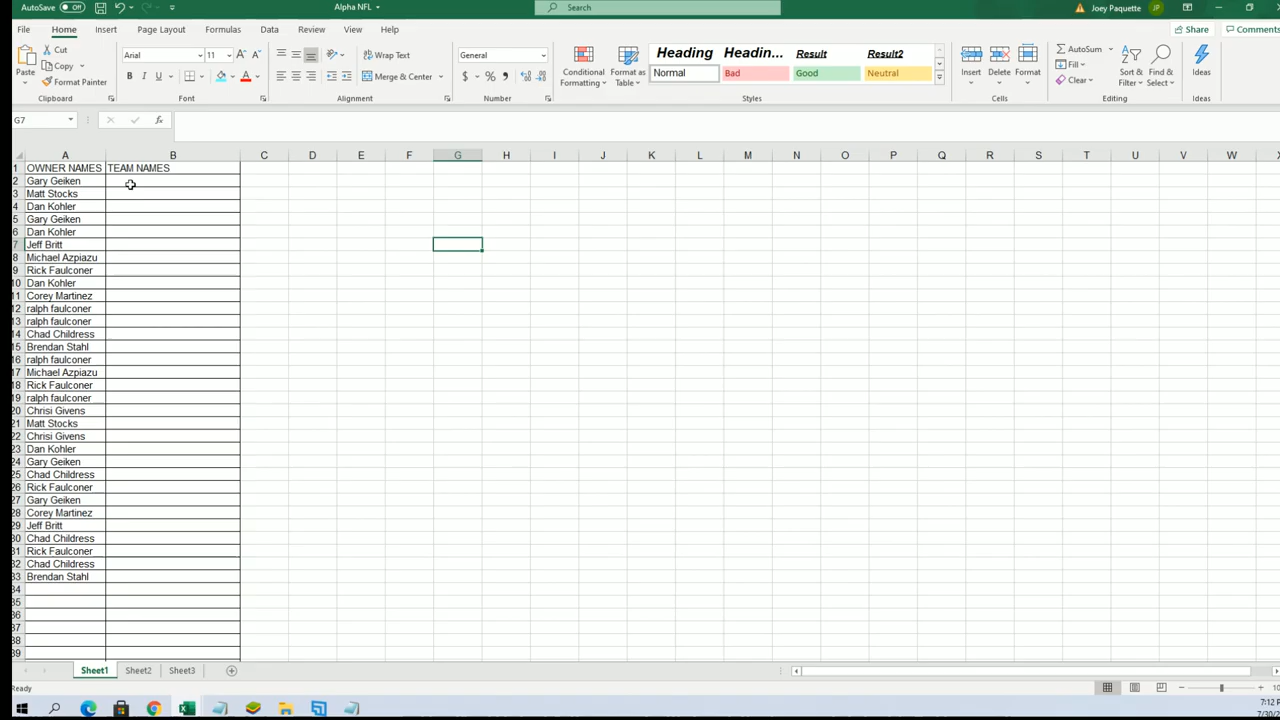 AutoSave Off Alpha NFL Search Joey Paquette JP
File Home Insert Page Layout Formulas Data Review View Help Share Comments
Paste Cut Copy Format Painter Clipboard
Arial 11 A A B I U A Font
Wrap Text Merge & Center Alignment
General $ % Number
Conditional Formatting Format as Table
Heading Headin... Result Result2
Normal Bad Good Neutral Styles
Insert Delete Format Cells
AutoSum Fill Clear Sort & Filter Find & Select Editing
Ideas Ideas
G7 fx
A B C D E F G H I J K L M N O P Q R S T U V W X
1 OWNER NAMES TEAM NAMES
2 Gary Geiken
3 Matt Stocks
4 Dan Kohler
5 Gary Geiken
6 Dan Kohler
7 Jeff Britt
8 Michael Azpiazu
9 Rick Faulconer
10 Dan Kohler
11 Corey Martinez
12 ralph faulconer
13 ralph faulconer
14 Chad Childress
15 Brendan Stahl
16 ralph faulconer
17 Michael Azpiazu
18 Rick Faulconer
19 ralph faulconer
20 Chrisi Givens
21 Matt Stocks
22 Chrisi Givens
23 Dan Kohler
24 Gary Geiken
25 Chad Childress
26 Rick Faulconer
27 Gary Geiken
28 Corey Martinez
29 Jeff Britt
30 Chad Childress
31 Rick Faulconer
32 Chad Childress
33 Brendan Stahl
34
35
36
37
38
39
Sheet1 Sheet2 Sheet3
Ready 10
7:12 P
7/30/2